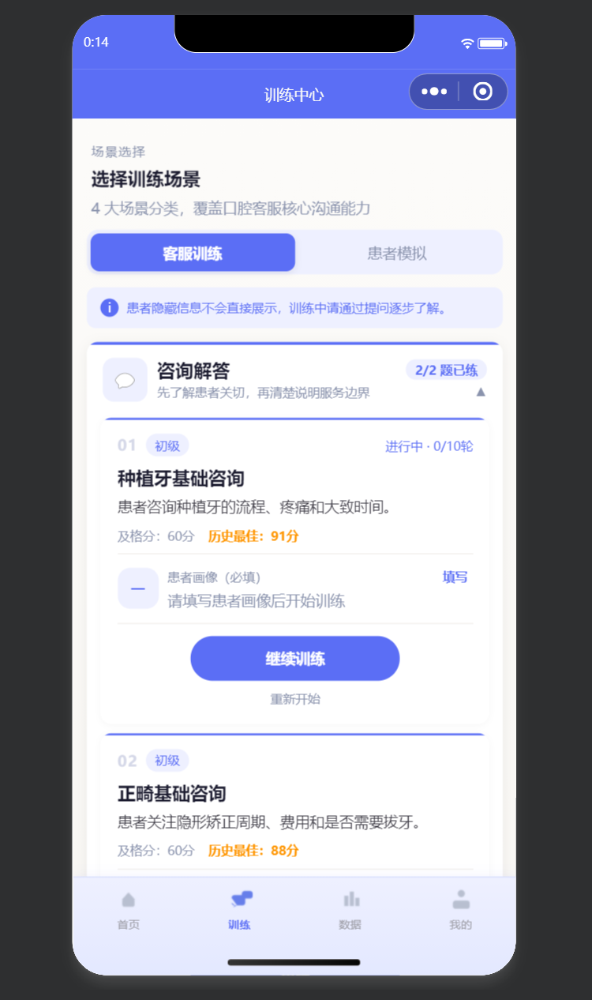 0:14
训练中心
场景选择
选择训练场景
4 大场景分类，覆盖口腔客服核心沟通能力
客服训练
患者模拟
患者隐藏信息不会直接展示，训练中请通过提问逐步了解。
咨询解答
2/2 题已练
先了解患者关切，再清楚说明服务边界
01
初级
进行中 · 0/10轮
种植牙基础咨询
患者咨询种植牙的流程、疼痛和大致时间。
及格分：60分 历史最佳：91分
患者画像（必填）
填写
请填写患者画像后开始训练
继续训练
重新开始
02
初级
正畸基础咨询
患者关注隐形矫正周期、费用和是否需要拔牙。
及格分：60分 历史最佳：88分
首页
训练
数据
我的